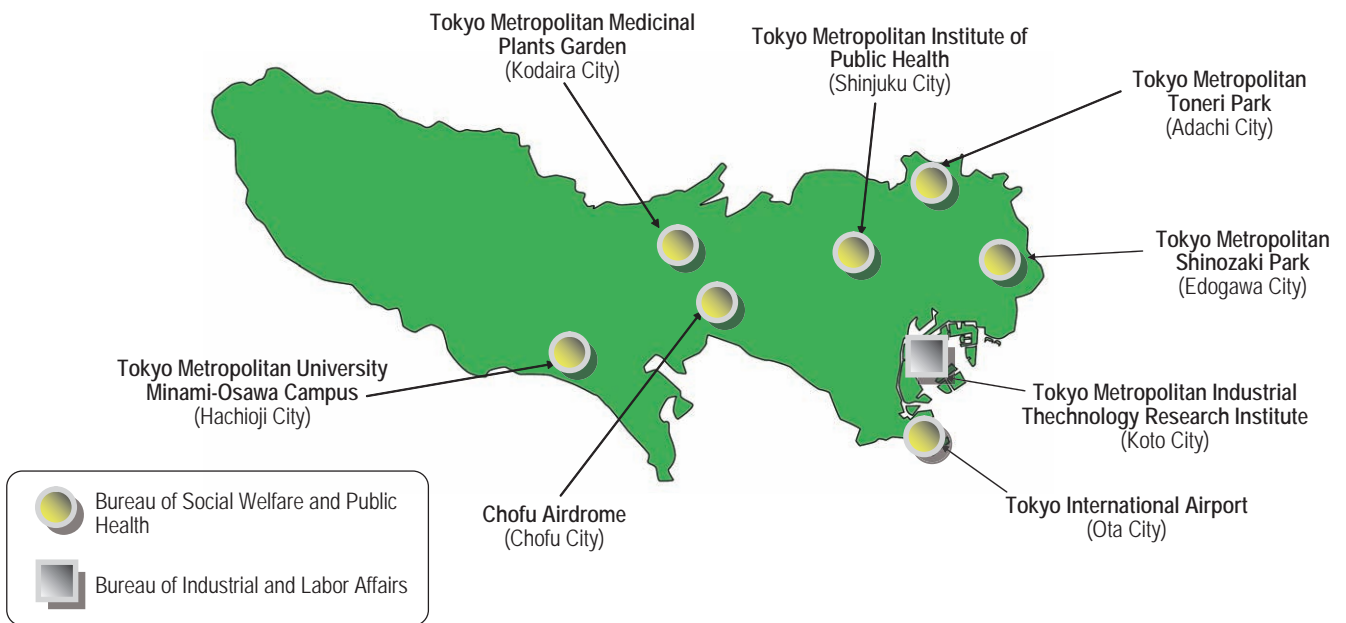 Tokyo Metropolitan Medicinal
Plants Garden
(Kodaira City)
Tokyo Metropolitan Institute of
Public Health
(Shinjuku City)
Tokyo Metropolitan
Toneri Park
(Adachi City)
Tokyo Metropolitan
Shinozaki Park
(Edogawa City)
Tokyo Metropolitan University
Minami-Osawa Campus
(Hachioji City)
Tokyo Metropolitan Industrial
Thechnology Research Institute
(Koto City)
Chofu Airdrome
(Chofu City)
Tokyo International Airport
(Ota City)
Bureau of Social Welfare and Public
Health
Bureau of Industrial and Labor Affairs